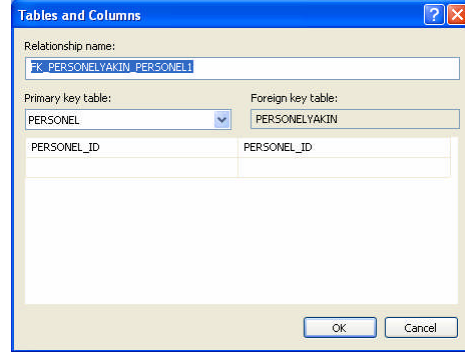 Tables and Columns
Relationship name:
FK_PERSONELYAKIN_PERSONEL1
Primary key table: Foreign key table:
PERSONEL PERSONELYAKIN
PERSONEL_ID PERSONEL_ID
OK Cancel